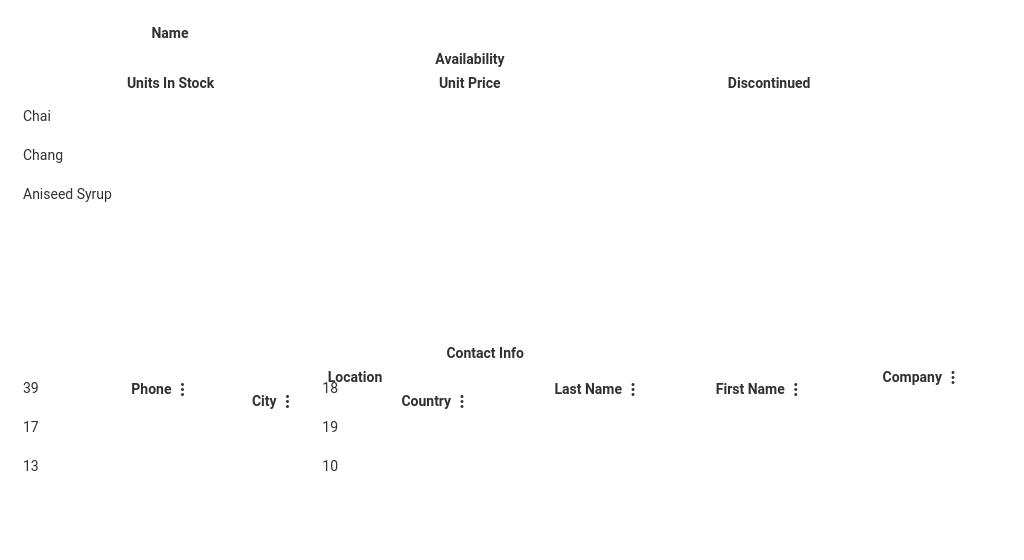 Name
Availability
Units In Stock Unit Price Discontinued
Chai
Chang
Aniseed Syrup
Contact Info
Location Company
39 Phone 18 Last Name First Name
City Country
17 19
13 10